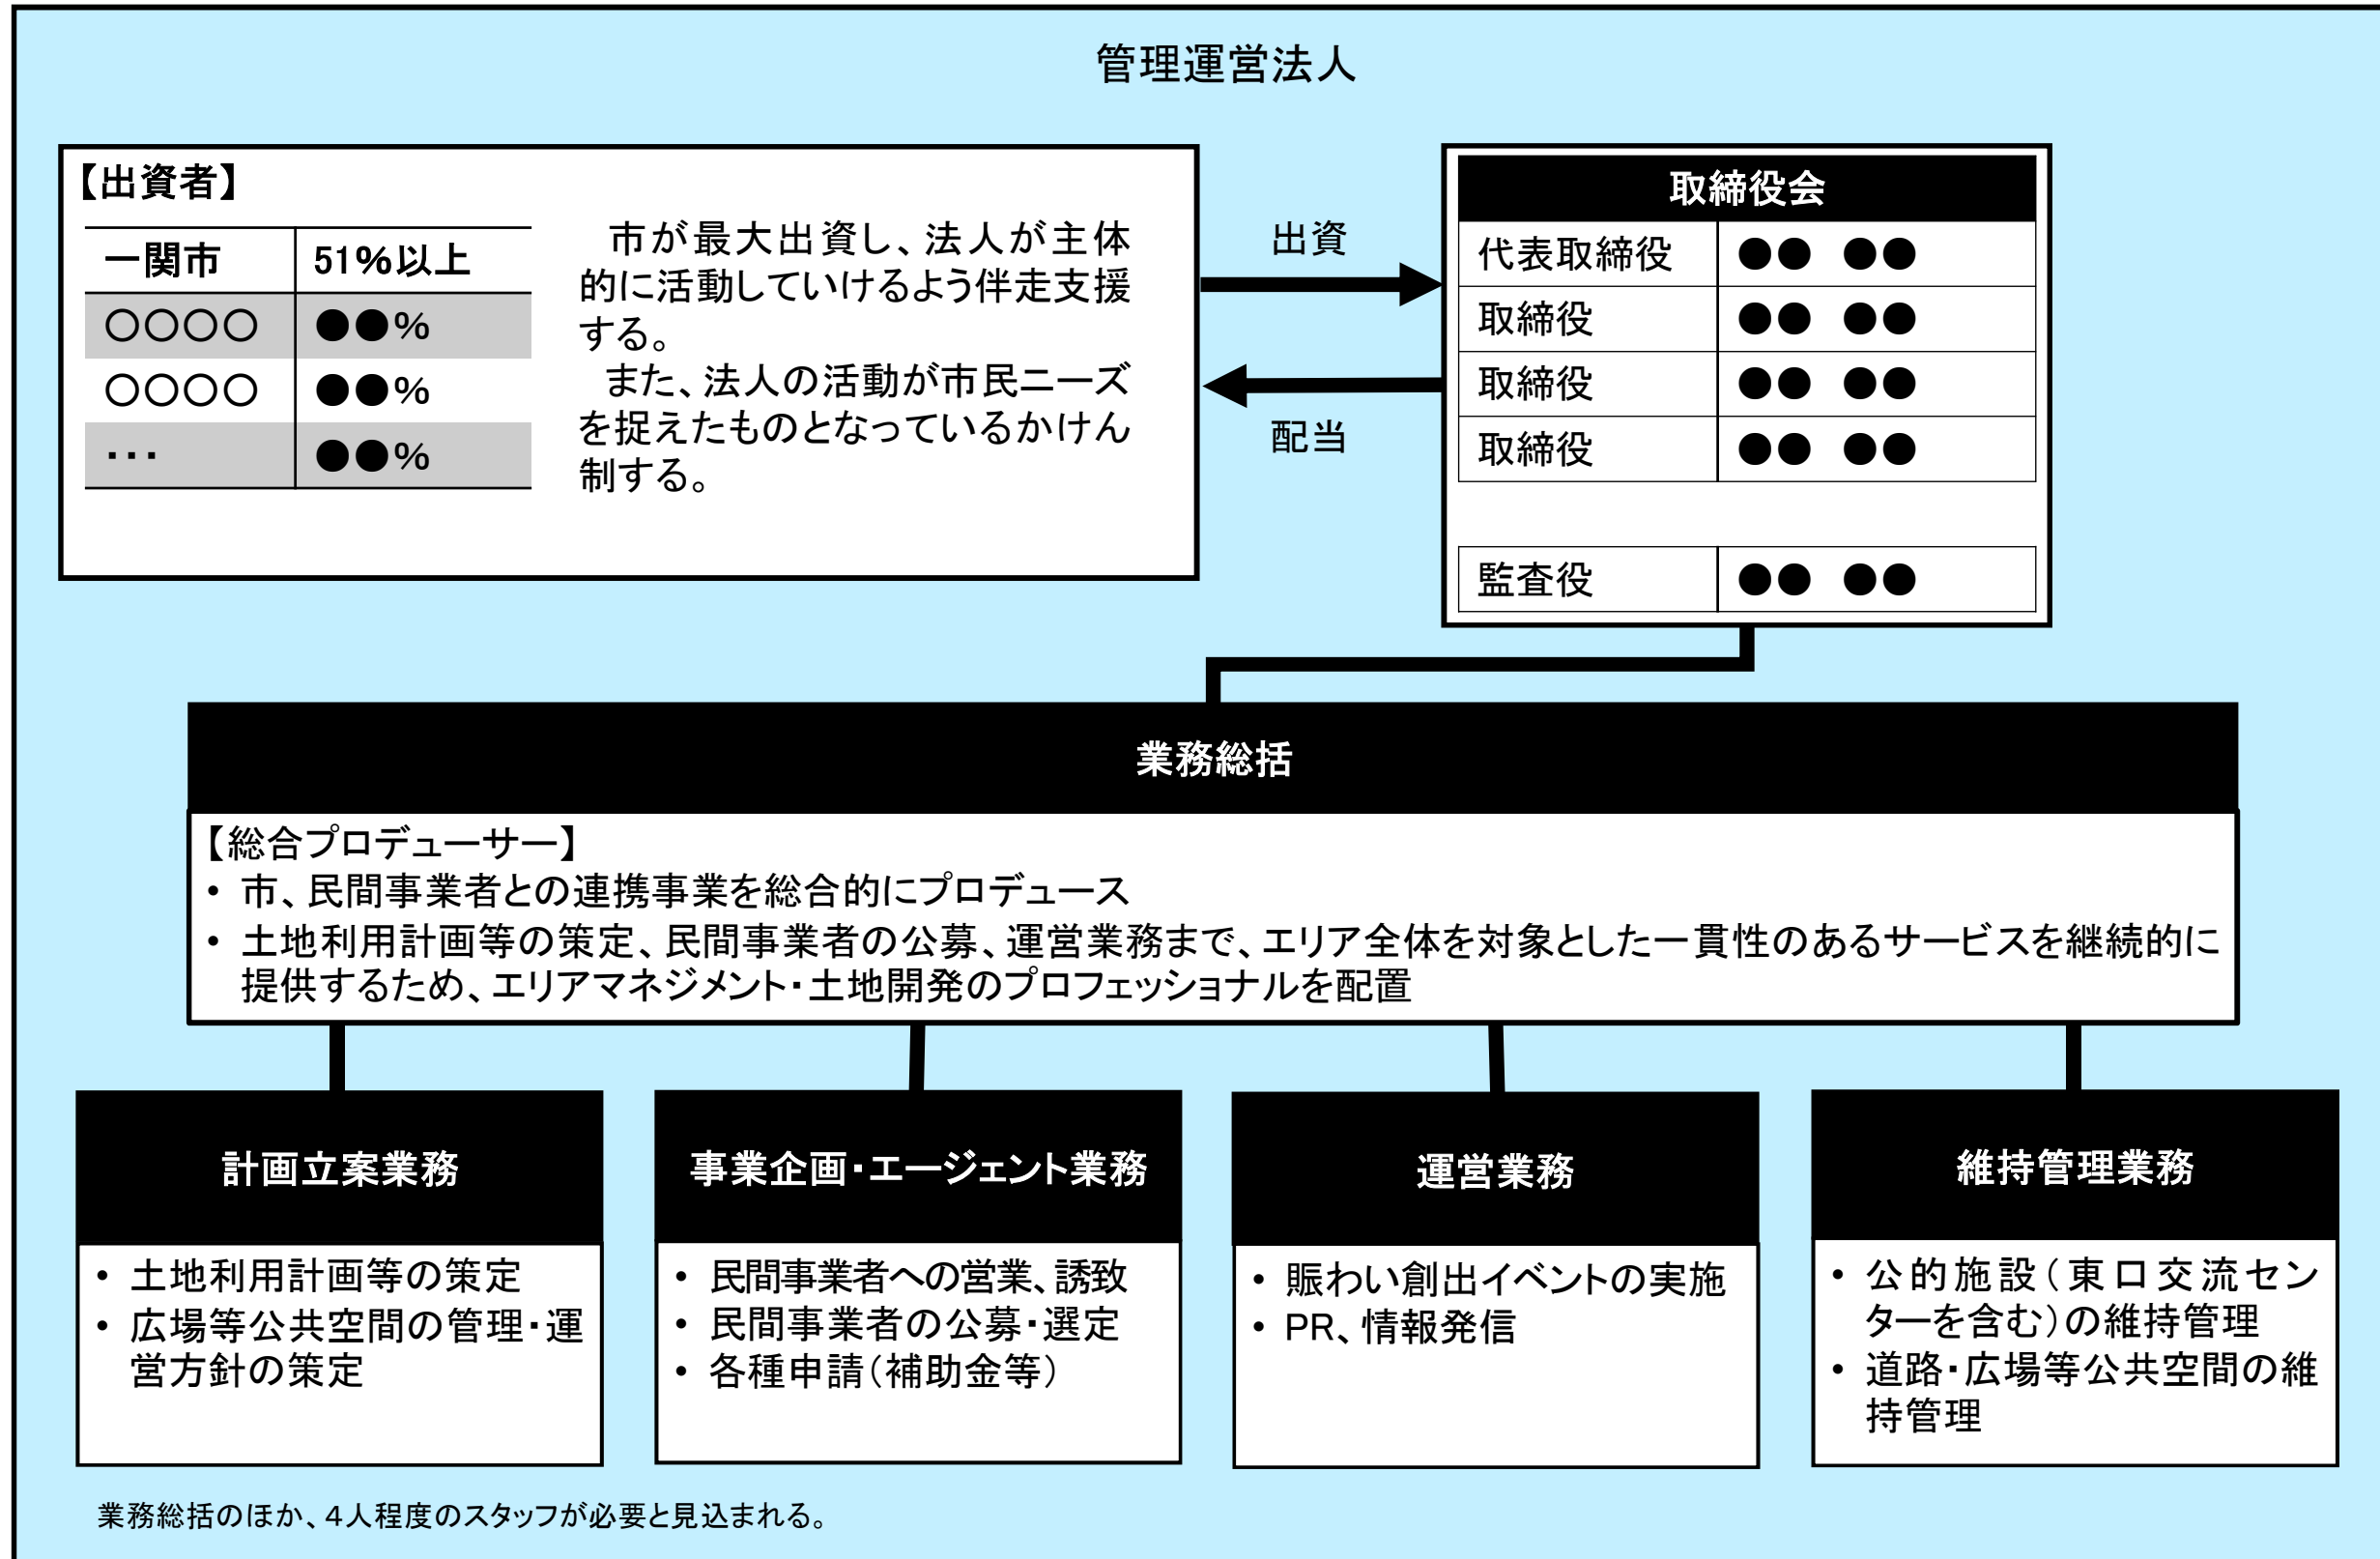 管理運営法人
【出資者】
一関市 51%以上
○○○○ ●●%
○○○○ ●●%
・・・ ●●%
市が最大出資し、法人が主体
的に活動していけるよう伴走支援
する。
また、法人の活動が市民ニーズ
を捉えたものとなっているかけん
制する。
出資
配当
取締役会
代表取締役 ●● ●●
取締役 ●● ●●
取締役 ●● ●●
取締役 ●● ●●
監査役 ●● ●●
業務総括
【総合プロデューサー】
• 市、民間事業者との連携事業を総合的にプロデュース
• 土地利用計画等の策定、民間事業者の公募、運営業務まで、エリア全体を対象とした一貫性のあるサービスを継続的に
提供するため、エリアマネジメント・土地開発のプロフェッショナルを配置
計画立案業務
• 土地利用計画等の策定
• 広場等公共空間の管理・運
営方針の策定
事業企画・エージェント業務
• 民間事業者への営業、誘致
• 民間事業者の公募・選定
• 各種申請（補助金等）
運営業務
• 賑わい創出イベントの実施
• PR、情報発信
維持管理業務
• 公的施設（東口交流セン
ターを含む）の維持管理
• 道路・広場等公共空間の維
持管理
業務総括のほか、4人程度のスタッフが必要と見込まれる。